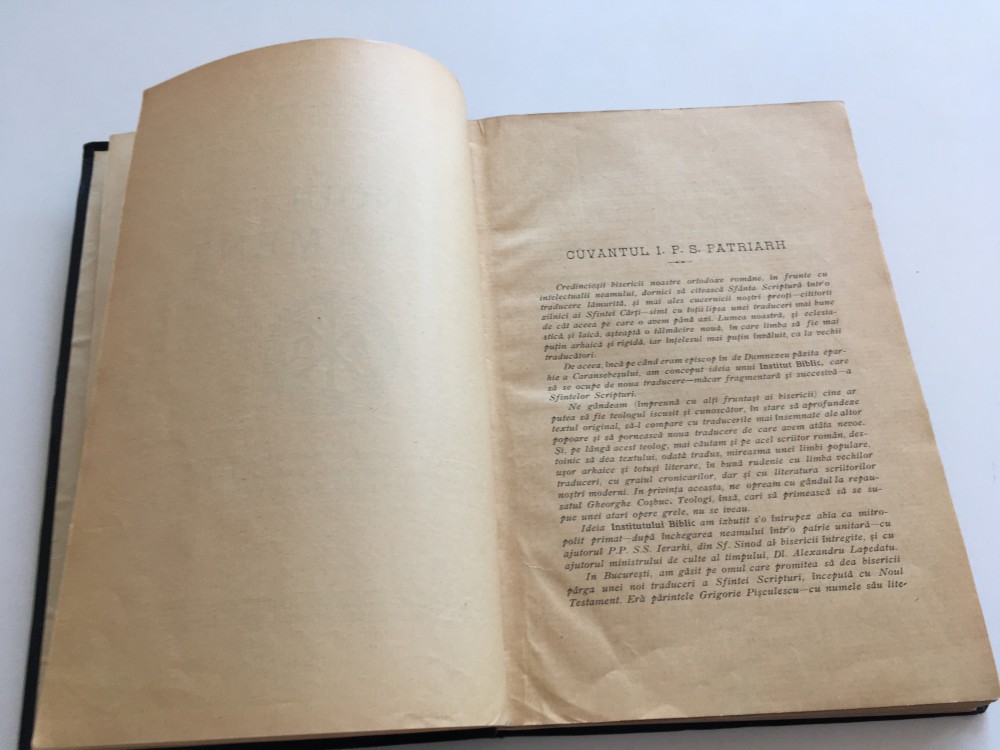 CUVANTUL I. P. S. PATRIARH
Credincioșii bisericii noastre ortodoxe române, în frunte cu
intelectualii neamului, dornici să citească Sfânta Scriptură într'o
traducere lămurită, și mai ales cucernicii noștri preoți—cititorii
zilnici ai Sfintei Cărți—simt cu toții lipsa unei traduceri mai bune
de cât aceea pe care o avem până azi. Lumea noastră, și eclesia-
stică și laică, așteaptă o tălmăcire nouă, în care limba să fie mai
puțin arhaică și rigidă, iar înțelesul mai puțin învăluit, ca la vechii
traducători.
De aceea, încă pe când eram episcop în de Dumnezeu păzita epar-
hie a Caransebeșului, am conceput ideia unui Institut Biblic, care
să se ocupe de noua traducere—măcar fragmentară și succesivă—a
Sfintelor Scripturi.
Ne gândeam (împreună cu alți fruntași ai bisericii) cine ar
putea să fie teologul iscusit și cunoscător, în stare să aprofundeze
textul original, să-l compare cu traducerile mai însemnate ale altor
popoare și să pornească noua traducere de care avem atâta nevoe.
Și, pe lângă acest teolog, mai căutam și pe acel scriitor român, des-
toinic să dea textului, odată tradus, mireasma unei limbi populare,
ușor arhaice și totuși literare, în bună rudenie cu limba vechilor
traduceri, cu graiul cronicarilor, dar și cu literatura scriitorilor
noștri moderni. In privința aceasta, ne opream cu gândul la repau-
satul Gheorghe Coșbuc. Teologi, însă, cari să primească să se su-
pue unei atari opere grele, nu se iveau.
Ideia Institutului Biblic am izbutit s'o întrupez abia ca mitro-
polit primat—după închegarea neamului într'o patrie unitară—cu
ajutorul P.P. S.S. Ierarhi, din Sf. Sinod al bisericii întregite, și cu
ajutorul ministrului de culte al timpului, Dl. Alexandru Lapedatu.
In București, am găsit pe omul care promitea să dea bisericii
pârga unei noi traduceri a Sfintei Scripturi, începută cu Noul
Testament. Erà părintele Grigorie Pișculescu—cu numele său lite-